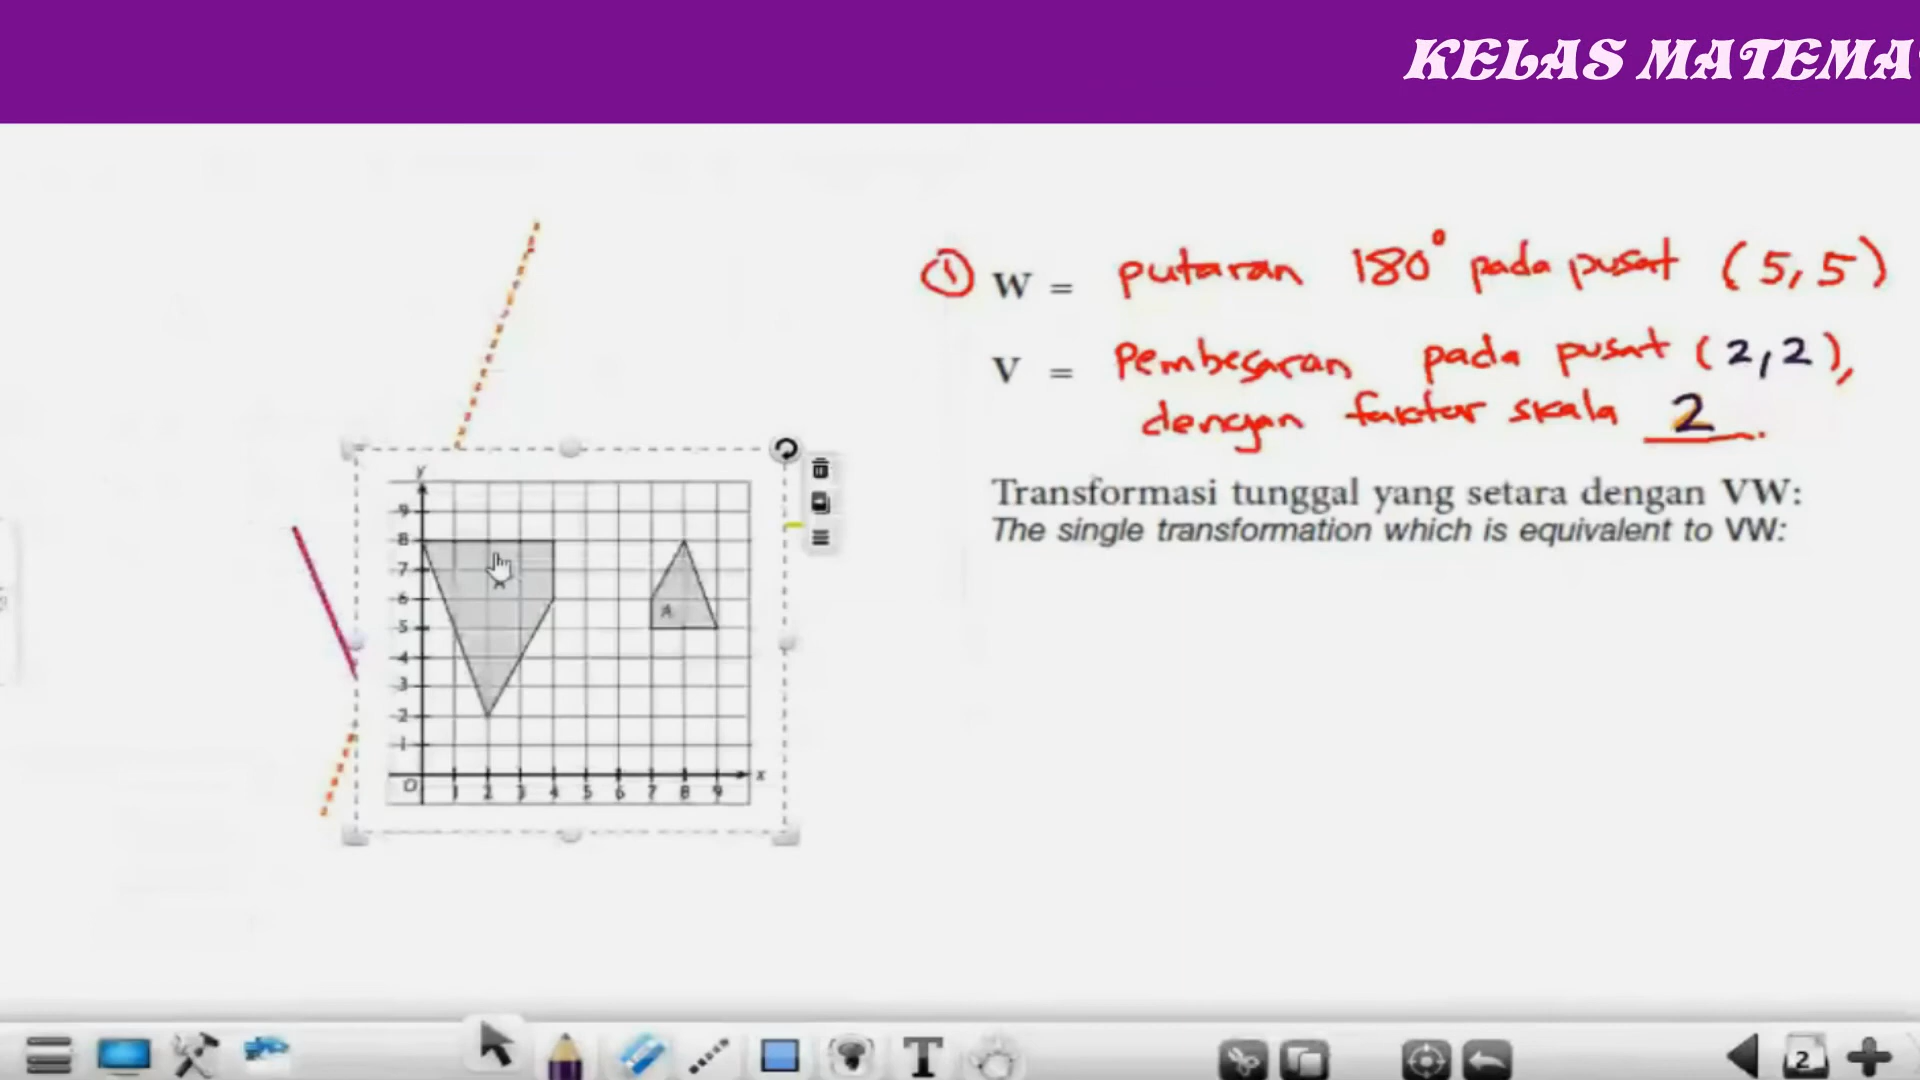 KELAS MATEMA
① W = putaran 180° pada pusat (5,5)
V = Pembesaran pada pusat (2,2),
dengan faktor skala 2.
Transformasi tunggal yang setara dengan VW:
The single transformation which is equivalent to VW:
y
9
8
7
6
A
5
4
3
2
1
x
O 1 2 3 4 5 6 7 8 9
T
2